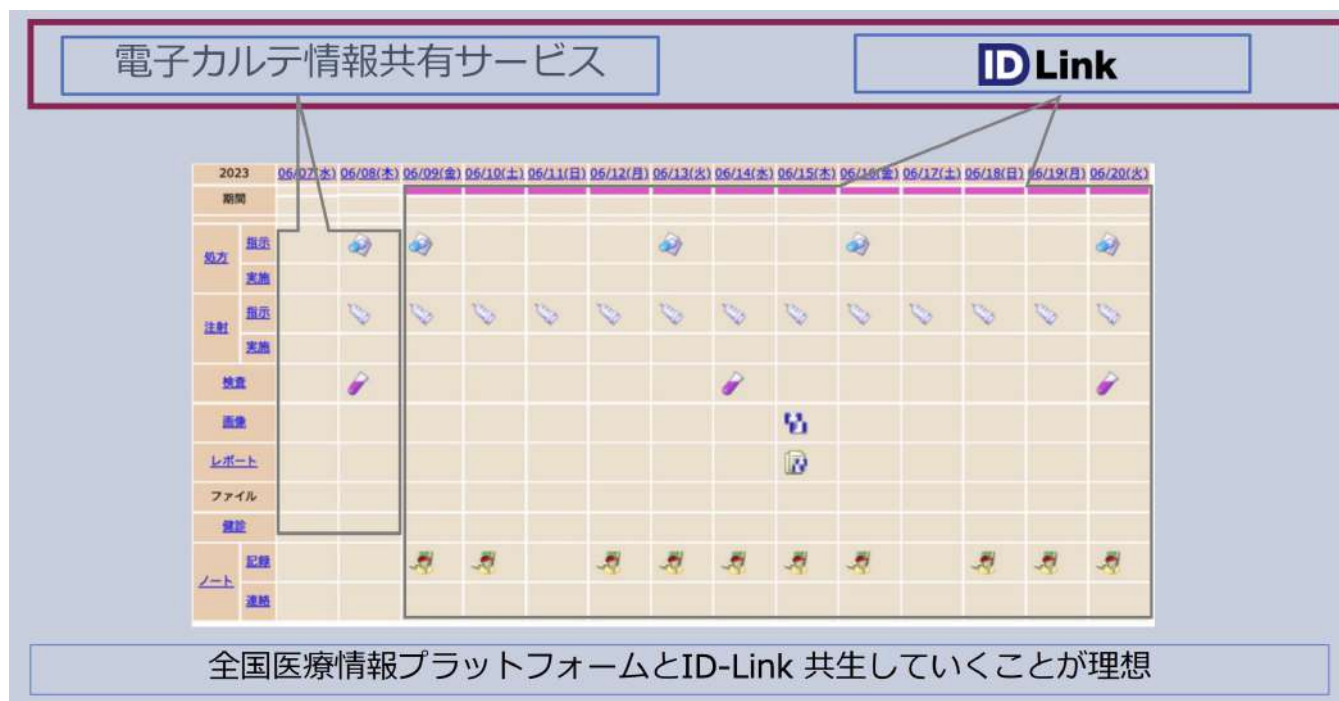 電子カルテ情報共有サービス
ID Link
2023 06/07(水) 06/08(木) 06/09(金) 06/10(土) 06/11(日) 06/12(月) 06/13(火) 06/14(水) 06/15(木) 06/16(金) 06/17(土) 06/18(日) 06/19(月) 06/20(火)
期間
処方
指示
実施
注射
指示
実施
検査
画像
レポート
ファイル
健診
ノート
記録
連絡
全国医療情報プラットフォームとID-Link 共生していくことが理想